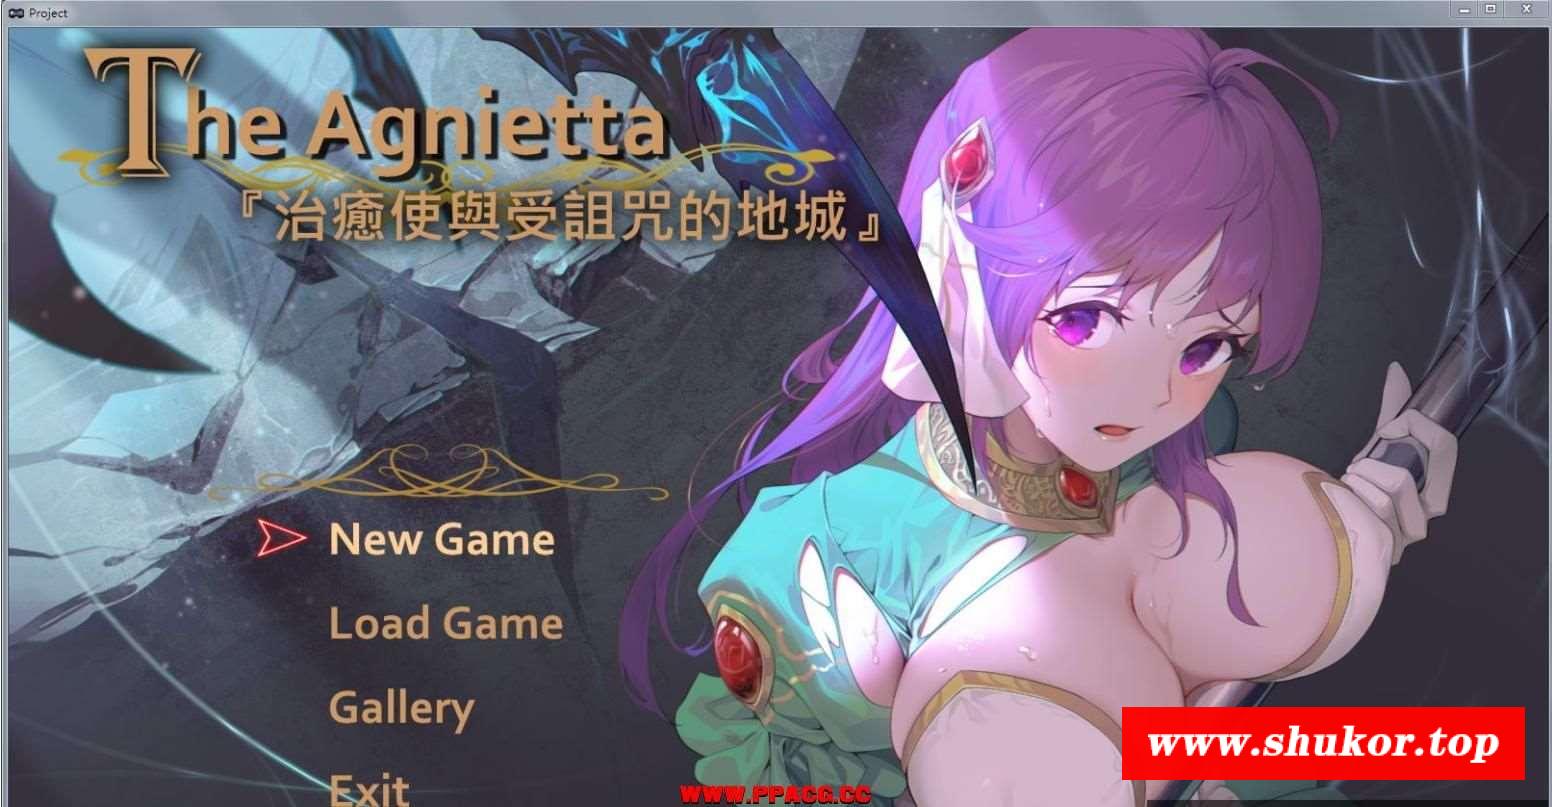 Project
The Agnietta
『治癒使與受詛咒的地城』
New Game
Load Game
Gallery
Exit
www.shukor.top
WWW.PPACG.CC